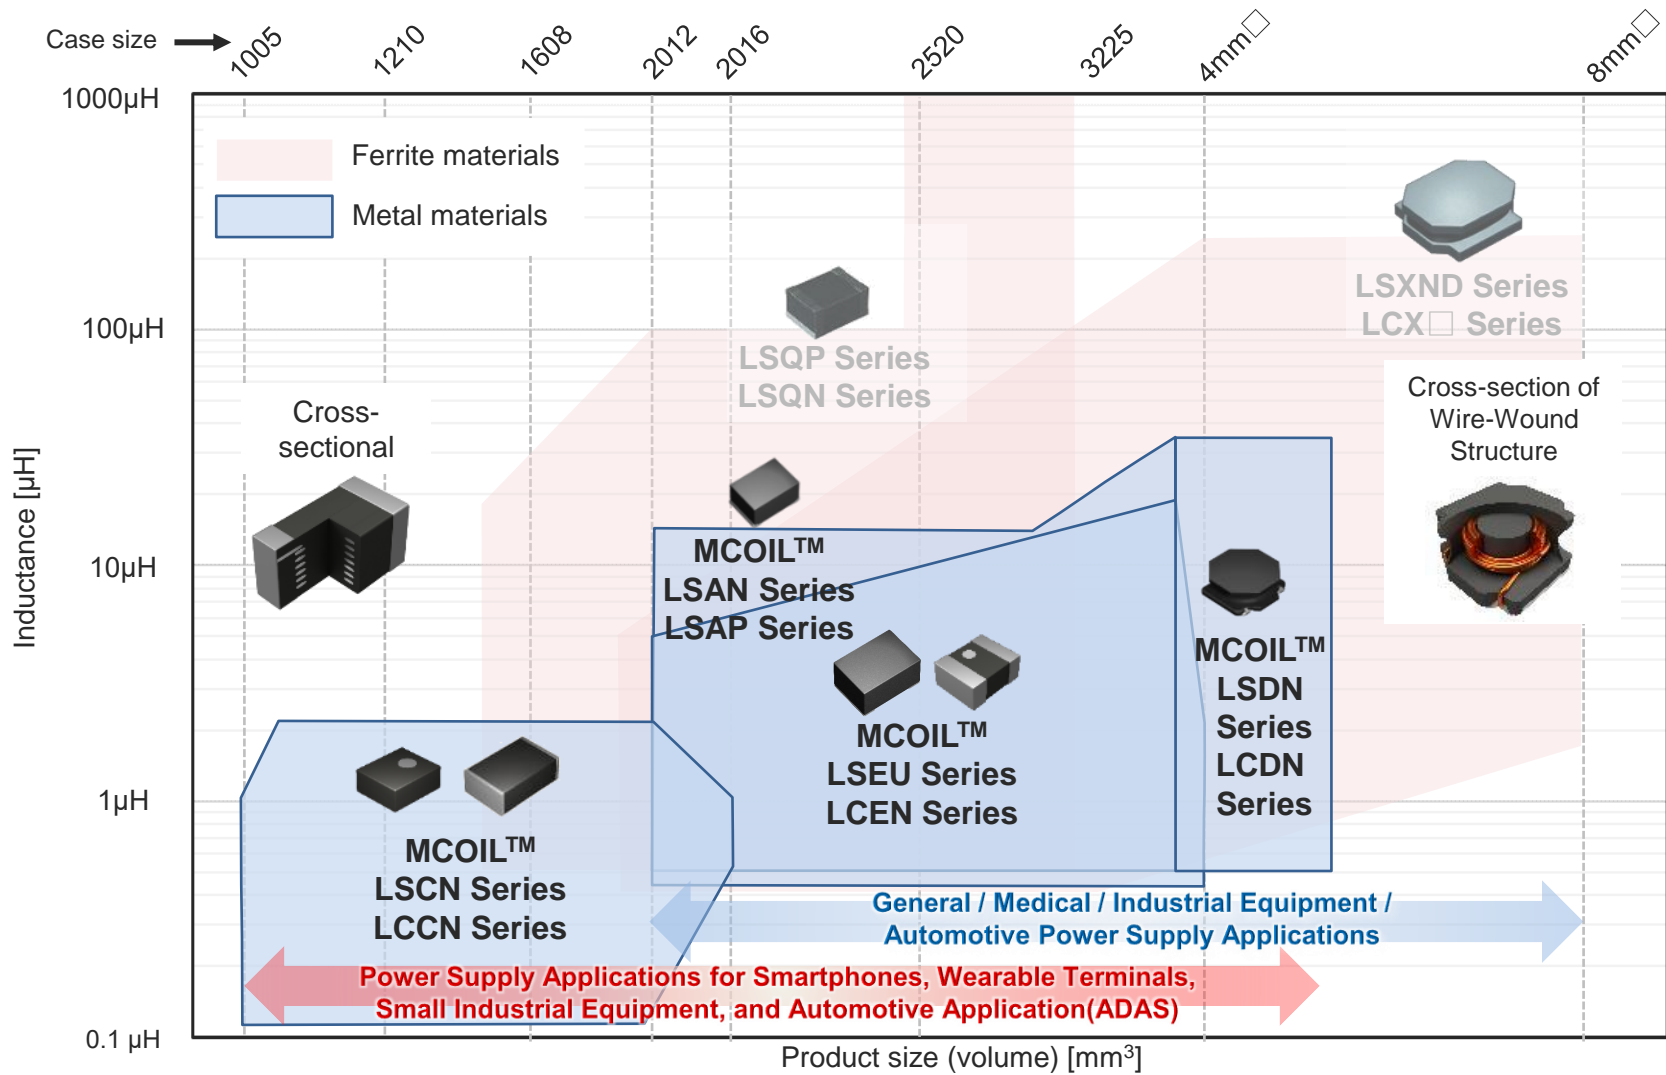 Case size
1005
1210
1608
2012
2016
2520
3225
4mm□
8mm□
1000µH
100µH
10µH
1µH
0.1 µH
Inductance [µH]
Ferrite materials
Metal materials
LSXND Series
LCX□ Series
LSQP Series
LSQN Series
Cross-
sectional
Cross-section of
Wire-Wound
Structure
MCOIL™
LSAN Series
LSAP Series
MCOIL™
LSDN
Series
LCDN
Series
MCOIL™
LSEU Series
LCEN Series
MCOIL™
LSCN Series
LCCN Series
General / Medical / Industrial Equipment /
Automotive Power Supply Applications
Power Supply Applications for Smartphones, Wearable Terminals,
Small Industrial Equipment, and Automotive Application(ADAS)
Product size (volume) [mm³]